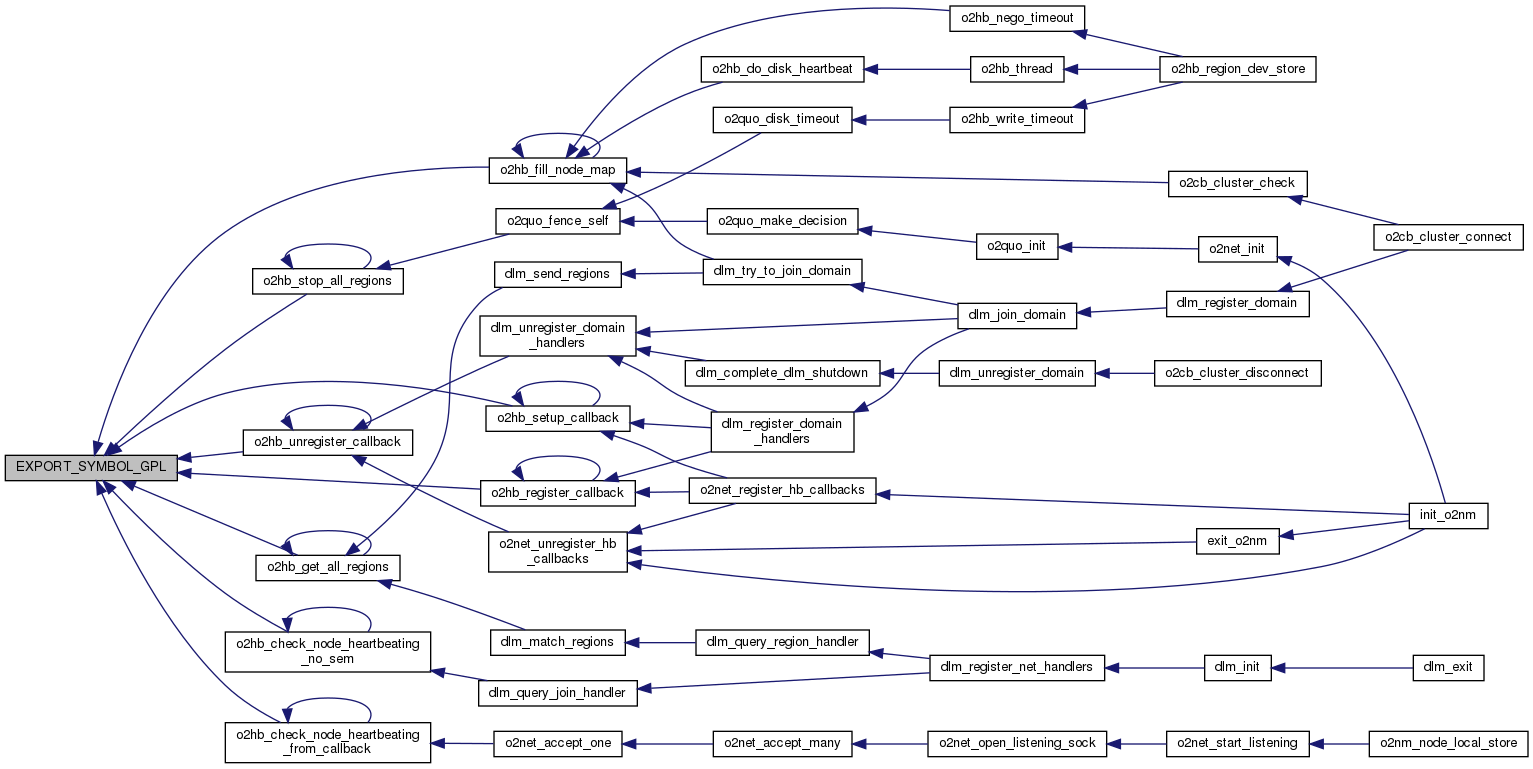 o2hb_nego_timeout
o2hb_do_disk_heartbeat
o2hb_thread
o2hb_region_dev_store
o2quo_disk_timeout
o2hb_write_timeout
o2hb_fill_node_map
o2cb_cluster_check
o2quo_fence_self
o2quo_make_decision
o2quo_init
o2net_init
o2cb_cluster_connect
o2hb_stop_all_regions
dlm_send_regions
dlm_try_to_join_domain
dlm_register_domain
dlm_join_domain
dlm_unregister_domain
_handlers
dlm_complete_dlm_shutdown
dlm_unregister_domain
o2cb_cluster_disconnect
o2hb_setup_callback
dlm_register_domain
_handlers
o2hb_unregister_callback
EXPORT_SYMBOL_GPL
o2hb_register_callback
o2net_register_hb_callbacks
init_o2nm
o2net_unregister_hb
_callbacks
exit_o2nm
o2hb_get_all_regions
o2hb_check_node_heartbeating
_no_sem
dlm_match_regions
dlm_query_region_handler
dlm_register_net_handlers
dlm_init
dlm_exit
dlm_query_join_handler
o2hb_check_node_heartbeating
_from_callback
o2net_accept_one
o2net_accept_many
o2net_open_listening_sock
o2net_start_listening
o2nm_node_local_store